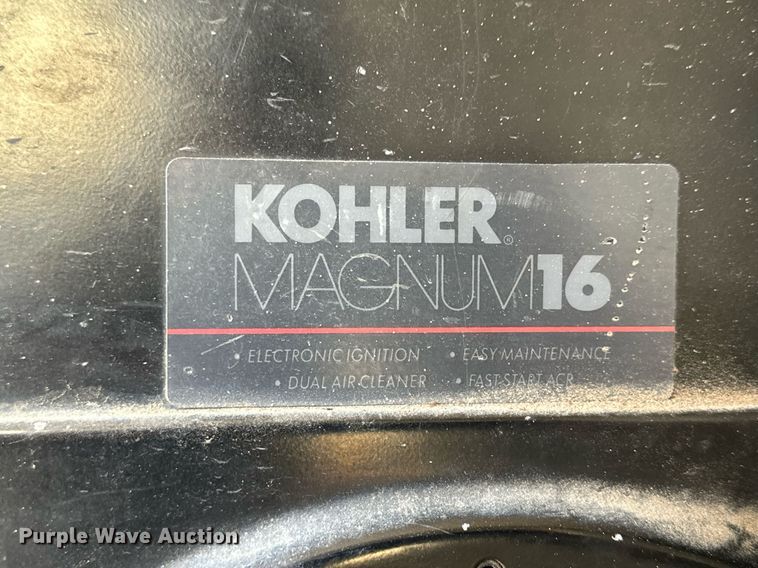 KOHLER®
MAGNUM16
• ELECTRONIC IGNITION • EASY MAINTENANCE
• DUAL AIR CLEANER • FAST START ACR
Purple Wave Auction